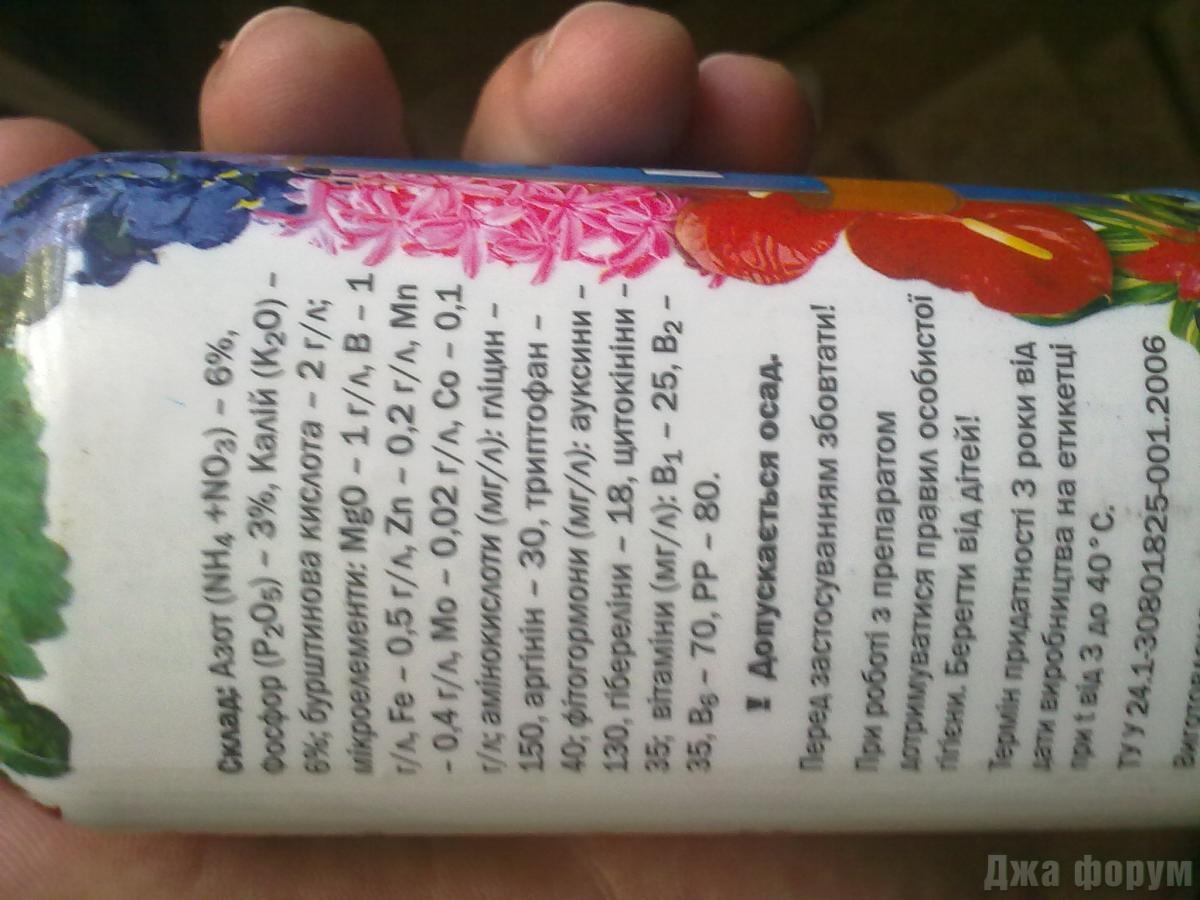 Склад: Азот (NH₄ +NO₃) – 6%,
Фосфор (P₂O₅) – 3%, Калій (K₂O) –
6%; бурштинова кислота – 2 г/л;
мікроелементи: MgO – 1 г/л, B – 1
г/л, Fe – 0,5 г/л, Zn – 0,2 г/л, Mn
– 0,4 г/л, Mo – 0,02 г/л, Co – 0,1
г/л; амінокислоти (мг/л): гліцин –
150, аргінін – 30, триптофан –
40; фітогормони (мг/л): ауксини –
130, гібереліни – 18, цитокініни –
35; вітаміни (мг/л): B₁ – 25, B₂ –
35, B₆ – 70, PP – 80.
! Допускається осад.
Перед застосуванням збовтати!
При роботі з препаратом
дотримуватися правил особистої
гігієни. Берегти від дітей!
Термін придатності 3 роки від
дати виробництва на етикетці
при t від 3 до 40°С.
ТУ У 24.1-308018825-001.2006
Джа форум